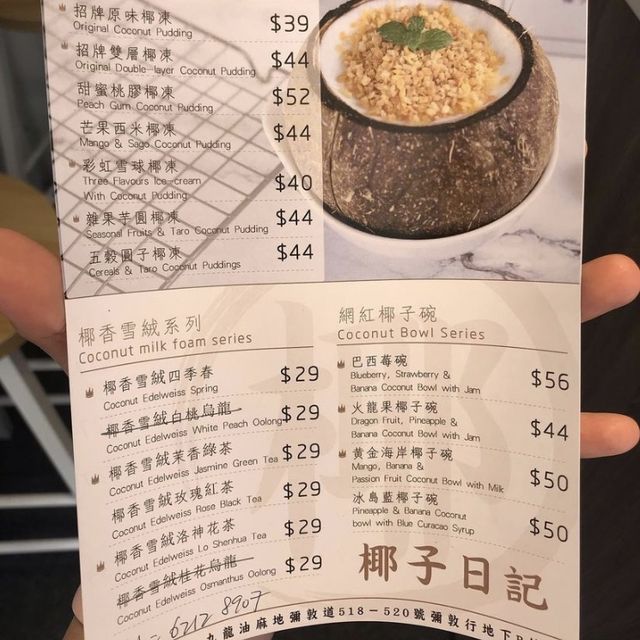 招牌原味椰凍 $39
Original Coconut Pudding
招牌雙層椰凍 $44
Original Double-layer Coconut Pudding
甜蜜桃膠椰凍 $52
Peach Gum Coconut Pudding
芒果西米椰凍 $44
Mango & Sago Coconut Pudding
彩虹雪球椰凍 $40
Three Flavours Ice-cream
With Coconut Pudding
雜果芋圓椰凍 $44
Seasonal Fruits & Taro Coconut Pudding
五穀圓子椰凍 $44
Cereals & Taro Coconut Puddings
椰香雪絨系列
Coconut milk foam series
椰香雪絨四季春 $29
Coconut Edelweiss Spring
椰香雪絨白桃烏龍 $29
Coconut Edelweiss White Peach Oolong
椰香雪絨茉香綠茶 $29
Coconut Edelweiss Jasmine Green Tea
椰香雪絨玫瑰紅茶 $29
Coconut Edelweiss Rose Black Tea
椰香雪絨洛神花茶 $29
Coconut Edelweiss Lo Shenhua Tea
椰香雪絨桂花烏龍 $29
Coconut Edelweiss Osmanthus Oolong
網紅椰子碗
Coconut Bowl Series
巴西莓碗 $56
Blueberry, Strawberry &
Banana Coconut Bowl with Jam
火龍果椰子碗 $44
Dragon Fruit, Pineapple &
Banana Coconut Bowl with Jam
黃金海岸椰子碗 $50
Mango, Banana &
Passion Fruit Coconut Bowl with Milk
冰島藍椰子碗 $50
Pineapple & Banana Coconut
bowl with Blue Curacao Syrup
椰子日記
6212 8907
九龍油麻地彌敦道518-520號彌敦行地下